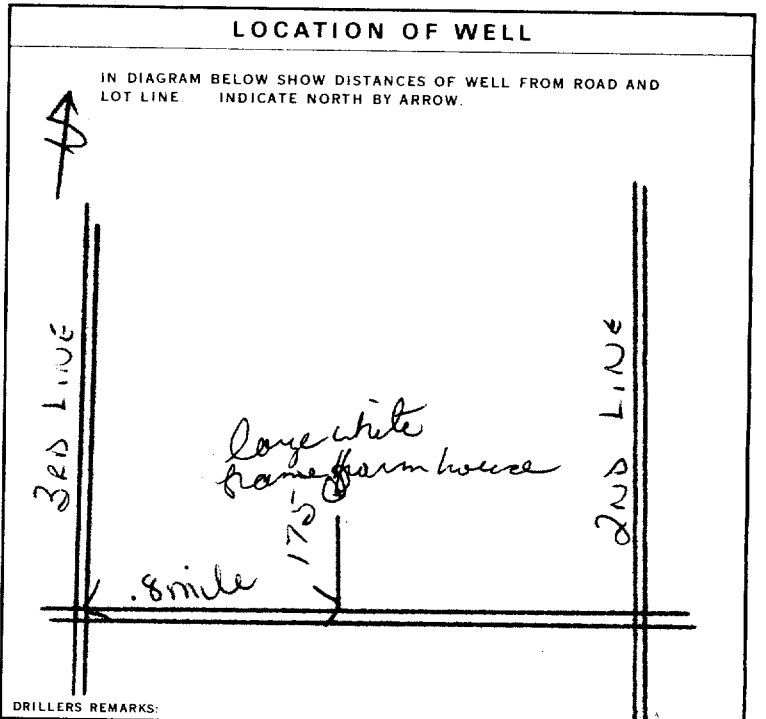 LOCATION OF WELL
IN DIAGRAM BELOW SHOW DISTANCES OF WELL FROM ROAD AND
LOT LINE. INDICATE NORTH BY ARROW.
3RD LINE
large white
frame farm house
175'
2ND LINE
.8 mile
DRILLERS REMARKS: